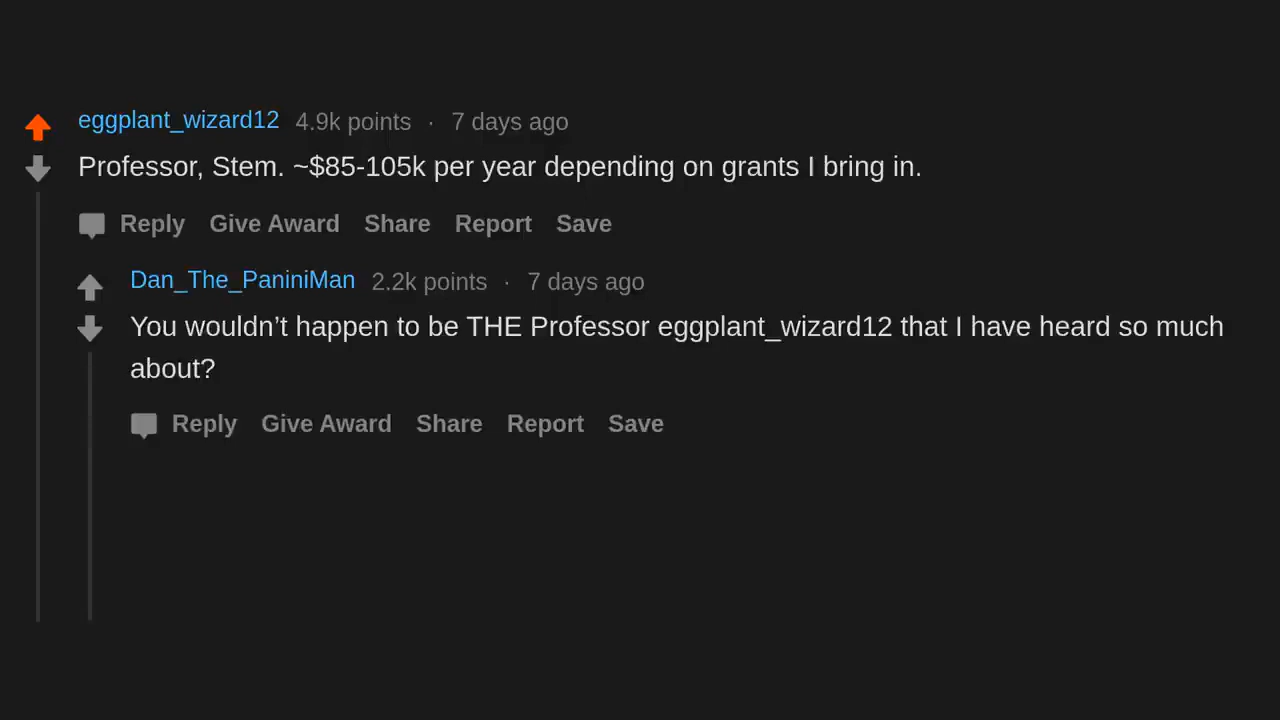 eggplant_wizard12 4.9k points · 7 days ago
Professor, Stem. ~$85-105k per year depending on grants I bring in.
Reply Give Award Share Report Save
Dan_The_PaniniMan 2.2k points · 7 days ago
You wouldn’t happen to be THE Professor eggplant_wizard12 that I have heard so much
about?
Reply Give Award Share Report Save